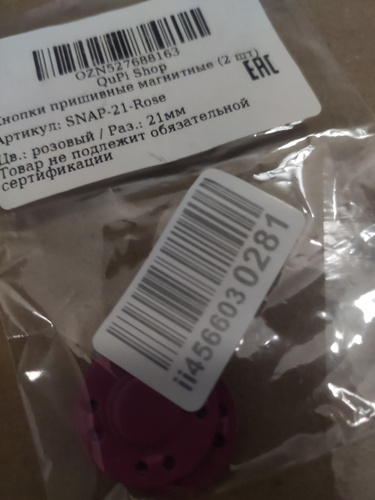 OZN527688163
QuPi Shop
Кнопки пришивные магнитные (2 шт)
EAC
Артикул: SNAP-21-Rose
Цв.: розовый / Раз.: 21мм
Товар не подлежит обязательной
сертификации
ii4566030281